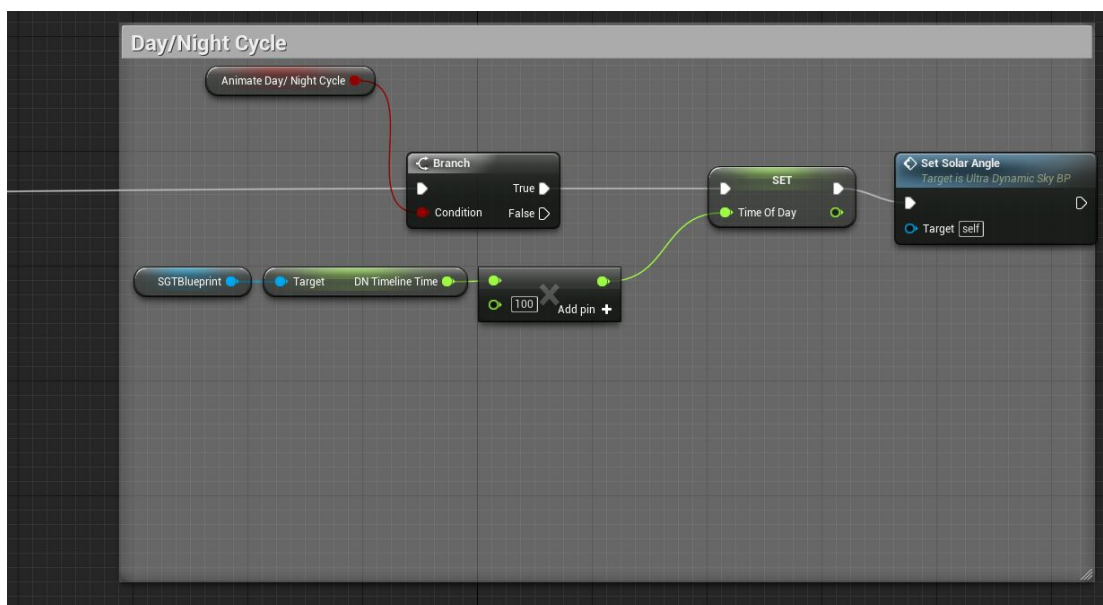 Day/Night Cycle
Animate Day/ Night Cycle
Branch
True
Condition
False
SET
Time Of Day
Set Solar Angle
Target is Ultra Dynamic Sky BP
Target self
SGTBlueprint
Target
DN Timeline Time
100
Add pin +